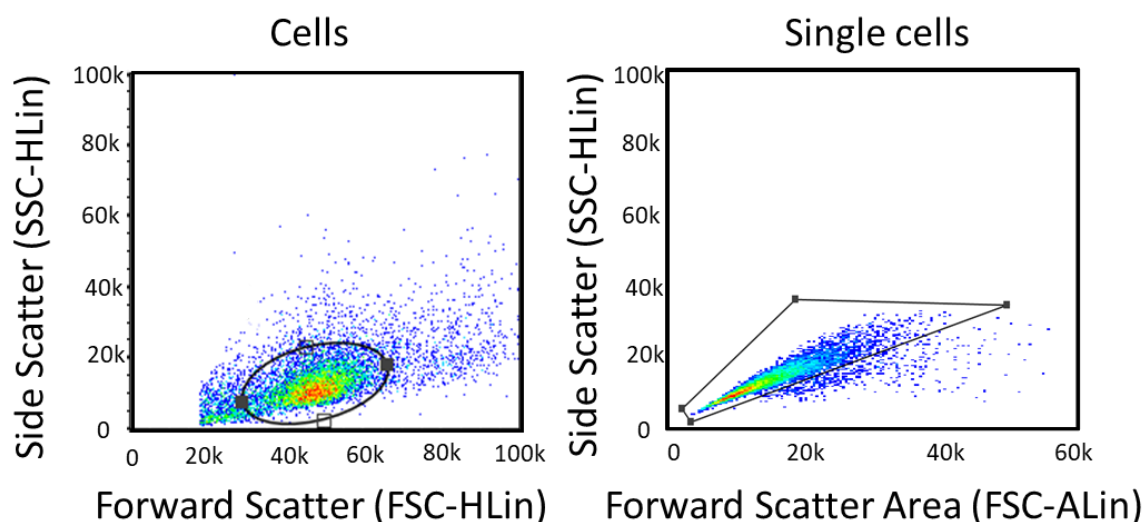 Cells
Side Scatter (SSC-HLin)
100k
80k
60k
40k
20k
0
0 20k 40k 60k 80k 100k
Forward Scatter (FSC-HLin)
Single cells
Side Scatter (SSC-HLin)
100k
80k
60k
40k
20k
0
0 20k 40k 60k
Forward Scatter Area (FSC-ALin)